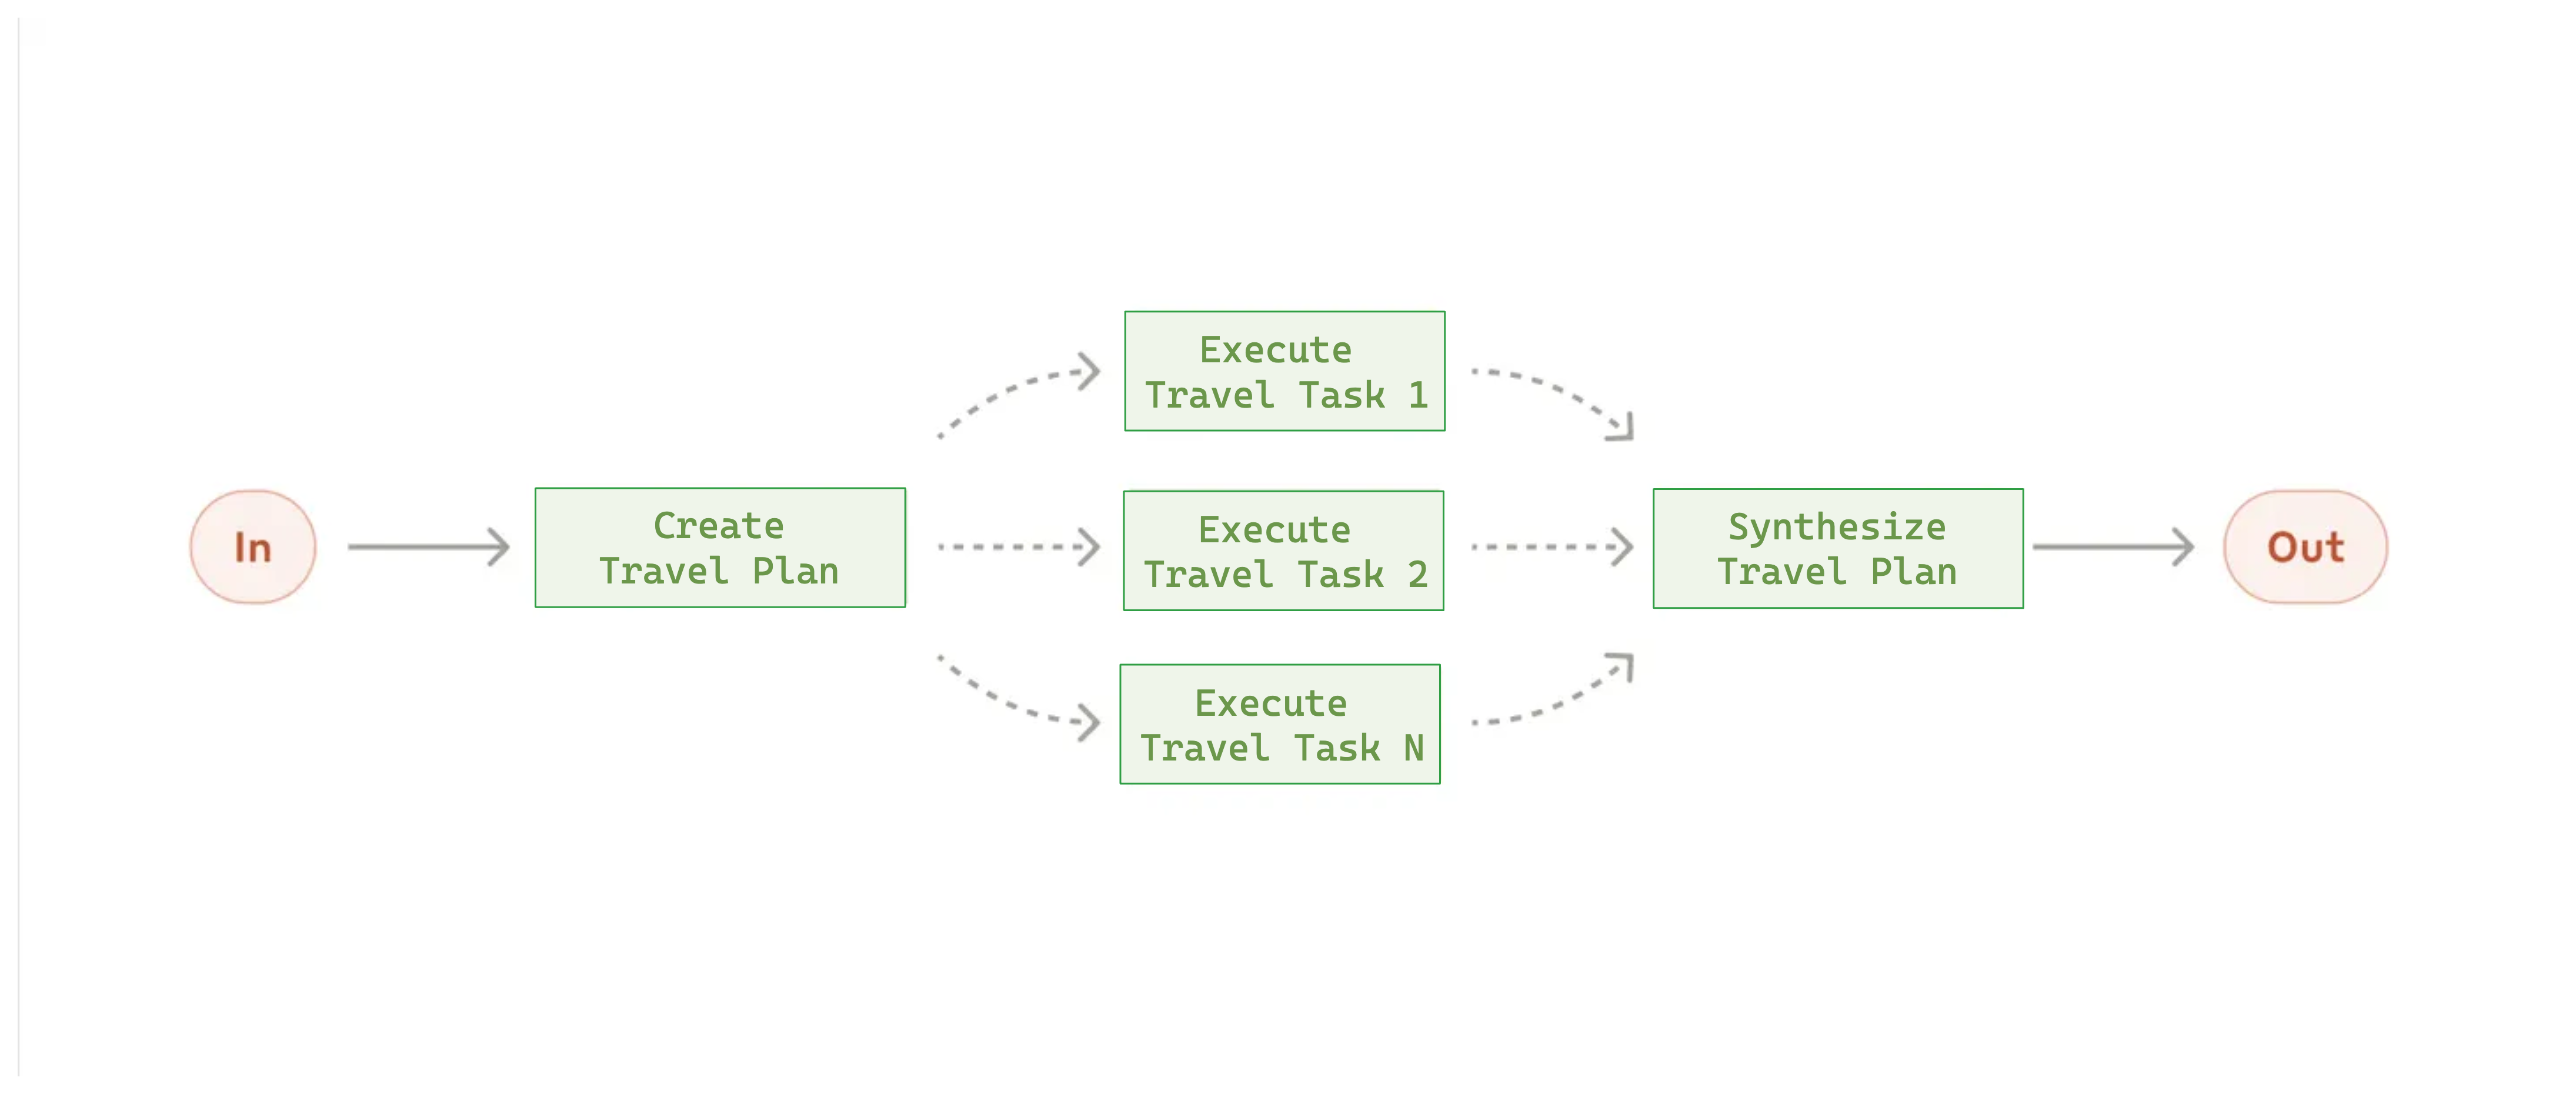 In
Create
Travel Plan
Execute
Travel Task 1
Execute
Travel Task 2
Execute
Travel Task N
Synthesize
Travel Plan
Out